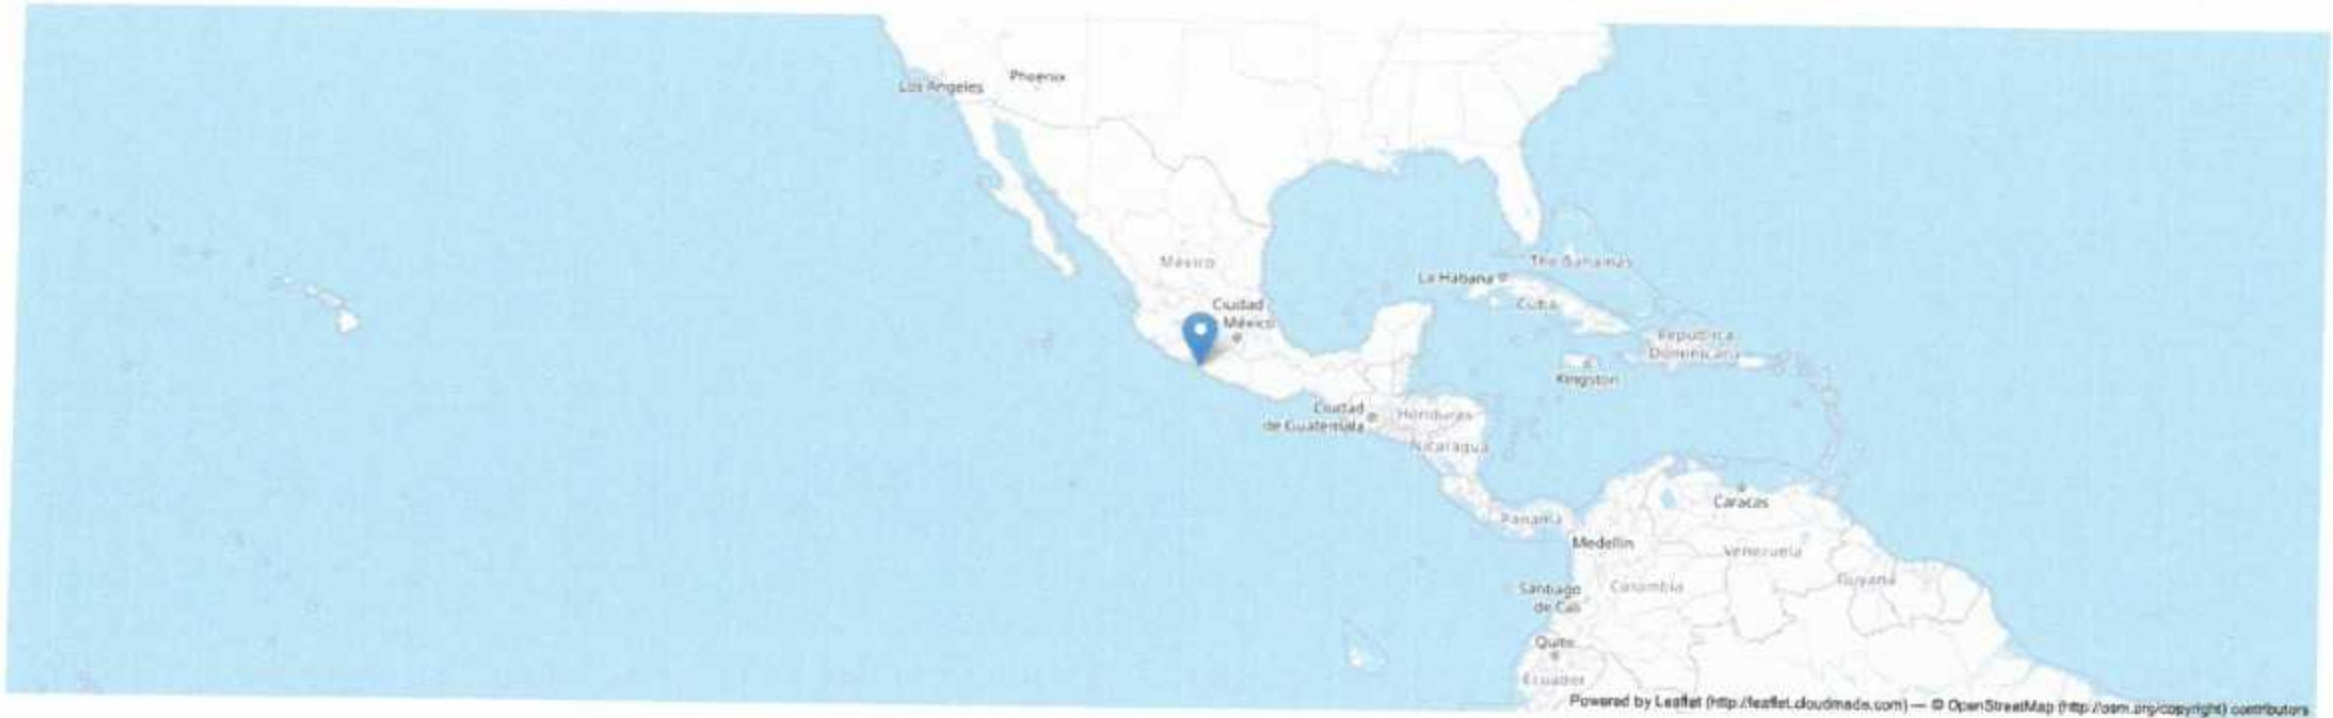 Los Angeles
Phoenix
México
Ciudad
México
La Habana
The Bahamas
Cuba
República
Dominicana
Kingston
Ciudad
de Guatemala
Honduras
Nicaragua
Caracas
Panamá
Medellín
Venezuela
Guyana
Santiago
de Cali
Colombia
Quito
Ecuador
Powered by Leaflet (http://leaflet.cloudmade.com) — © OpenStreetMap (http://osm.org/copyright) contributors